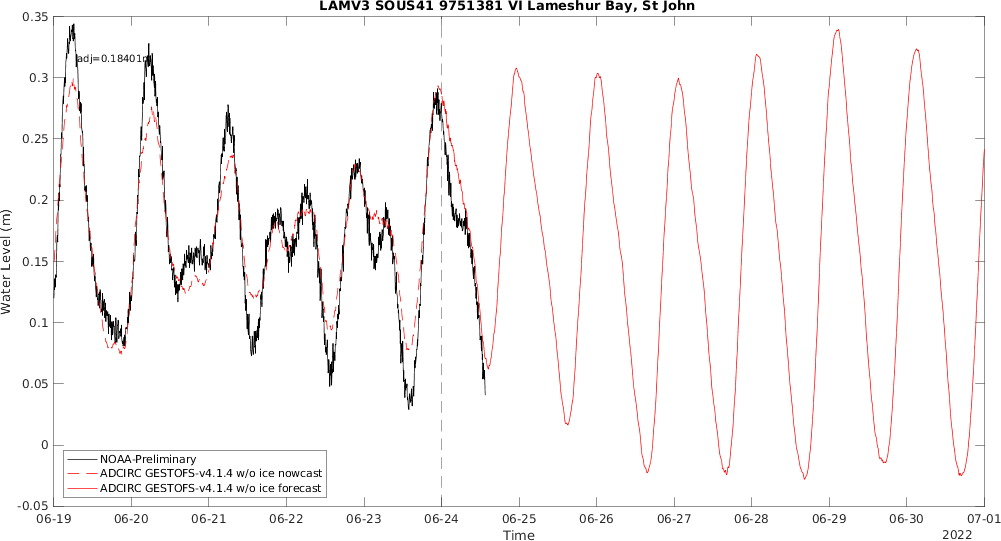 LAMV3 SOUS41 9751381 VI Lameshur Bay, St John
0.35
adj=0.18401m
0.3
0.25
0.2
0.15
0.1
0.05
0
-0.05
Water Level (m)
NOAA-Preliminary
ADCIRC GESTOFS-v4.1.4 w/o ice nowcast
ADCIRC GESTOFS-v4.1.4 w/o ice forecast
06-19 06-20 06-21 06-22 06-23 06-24 06-25 06-26 06-27 06-28 06-29 06-30 07-01
Time
2022